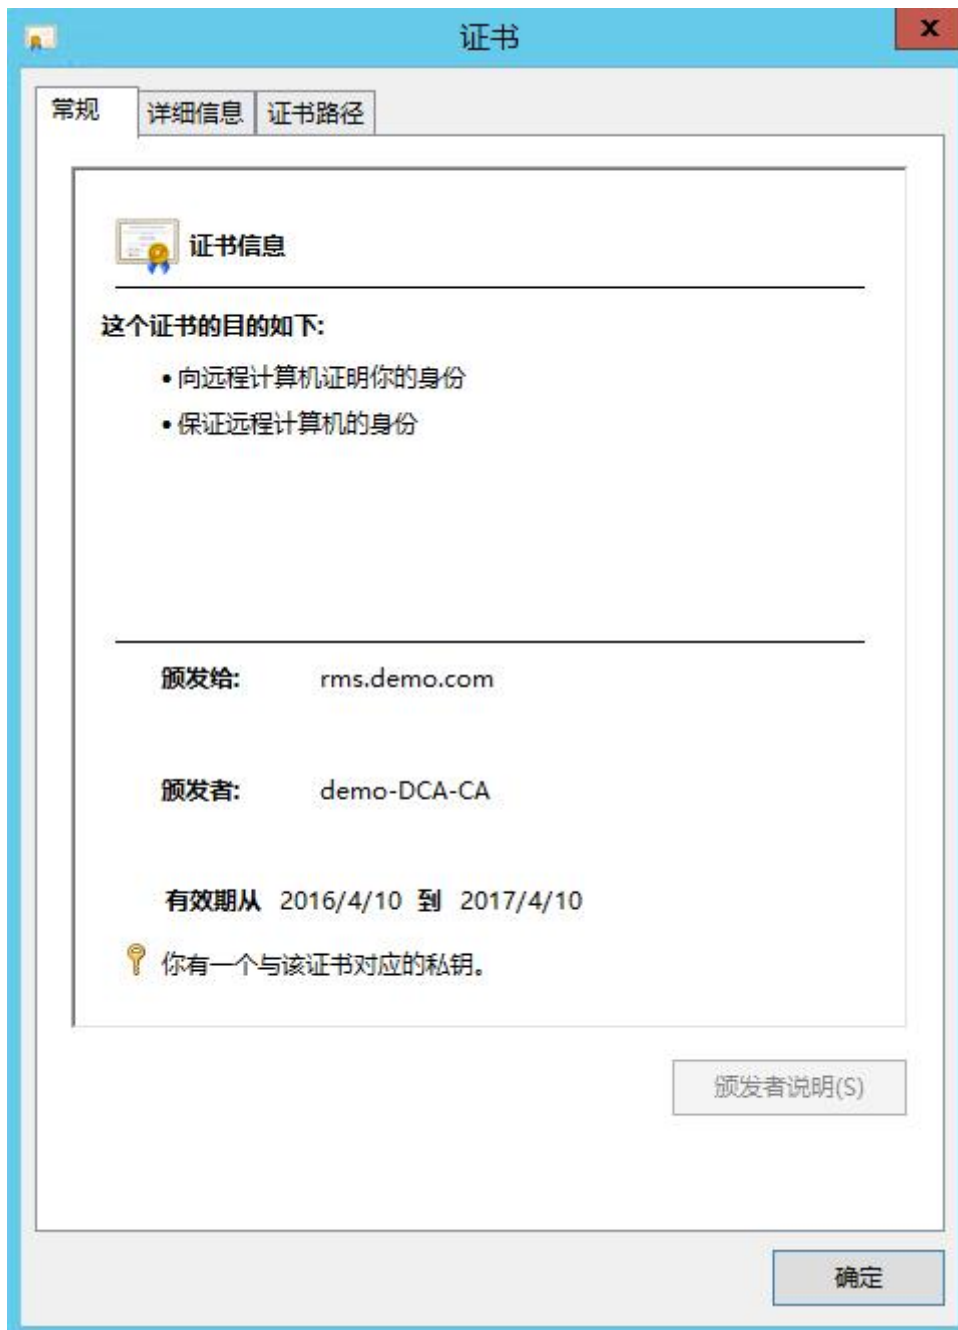 证书
x
常规 详细信息 证书路径
证书信息
这个证书的目的如下:
• 向远程计算机证明你的身份
• 保证远程计算机的身份
颁发给: rms.demo.com
颁发者: demo-DCA-CA
有效期从 2016/4/10 到 2017/4/10
你有一个与该证书对应的私钥。
颁发者说明(S)
确定